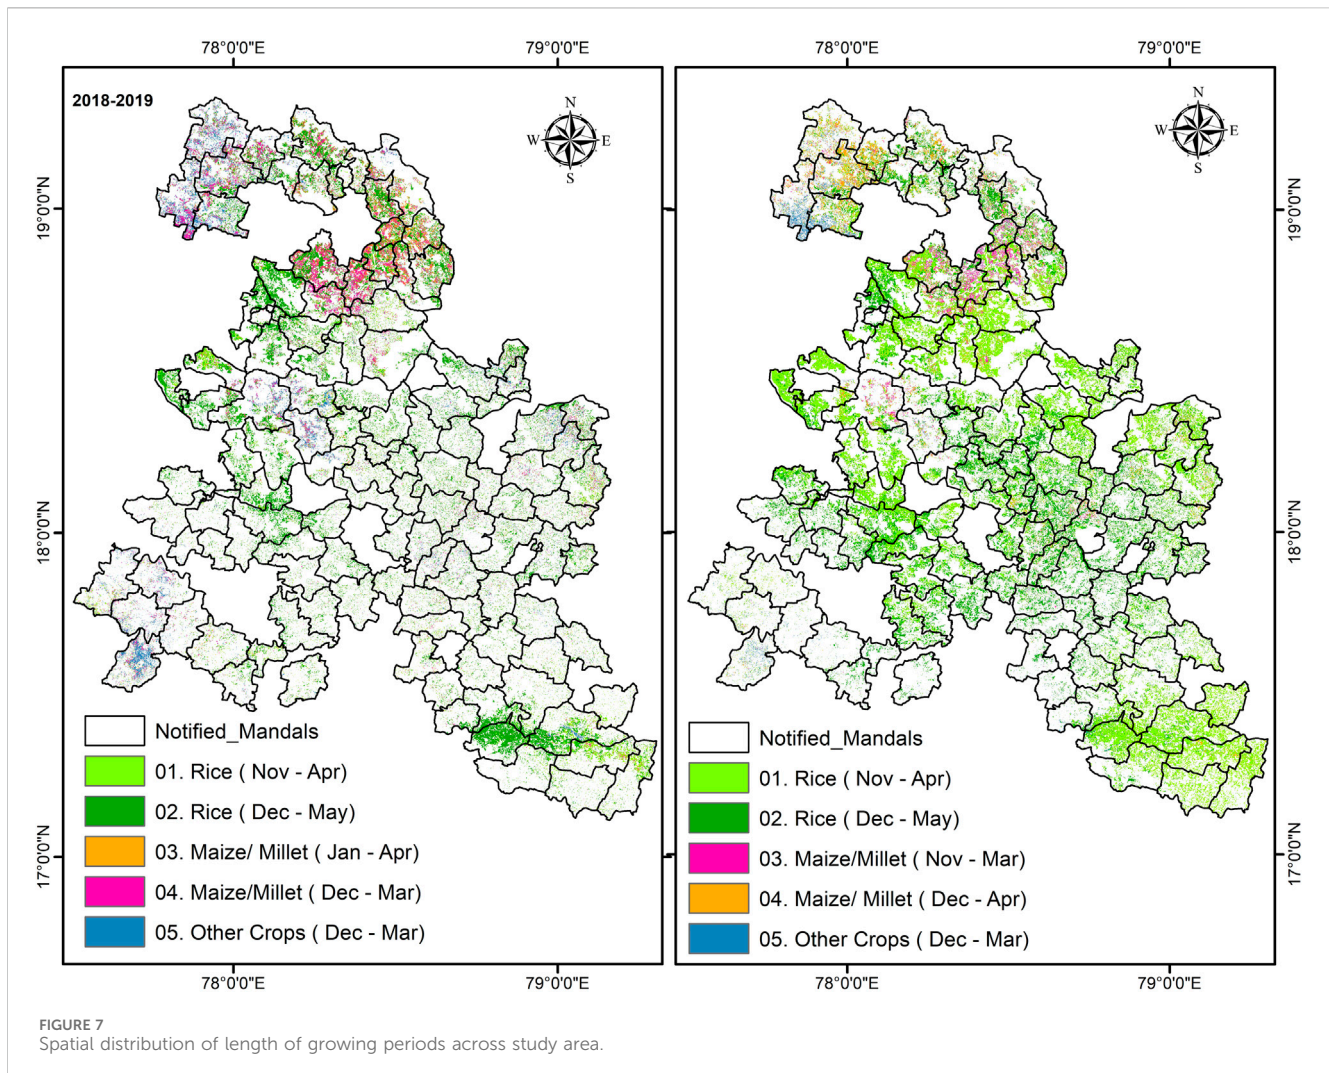 78°0'0"E 79°0'0"E 78°0'0"E 79°0'0"E
2018-2019
N
W E
S
N
W E
S
19°0'0"N
18°0'0"N
17°0'0"N
19°0'0"N
18°0'0"N
17°0'0"N
Notified_Mandals
01. Rice ( Nov - Apr)
02. Rice (Dec - May)
03. Maize/ Millet ( Jan - Apr)
04. Maize/Millet ( Dec - Mar)
05. Other Crops ( Dec - Mar)
Notified_Mandals
01. Rice ( Nov - Apr)
02. Rice ( Dec - May)
03. Maize/Millet ( Nov - Mar)
04. Maize/ Millet ( Dec - Apr)
05. Other Crops ( Dec - Mar)
78°0'0"E 79°0'0"E 78°0'0"E 79°0'0"E
FIGURE 7
Spatial distribution of length of growing periods across study area.